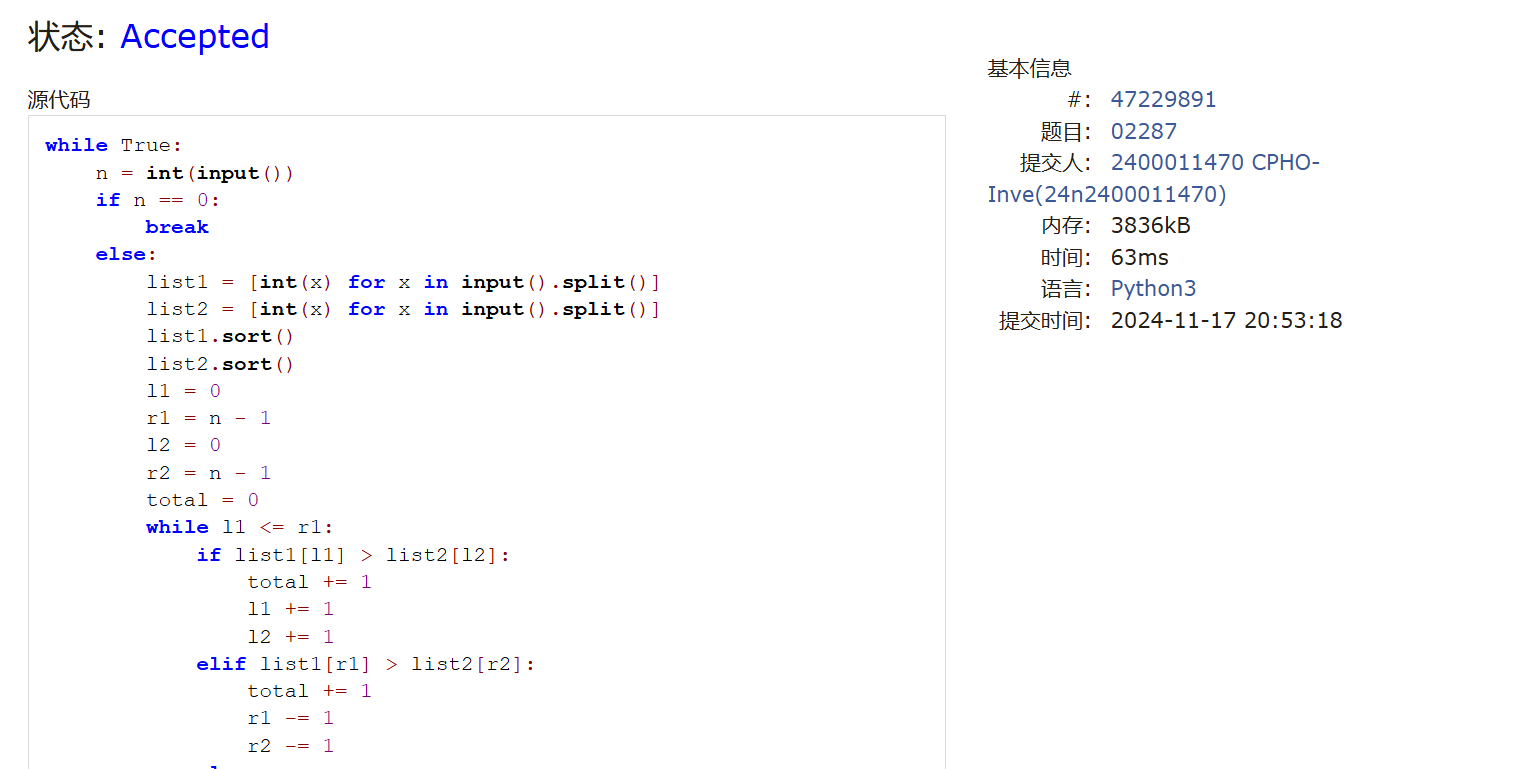 状态: Accepted
源代码
while True:
    n = int(input())
    if n == 0:
        break
    else:
        list1 = [int(x) for x in input().split()]
        list2 = [int(x) for x in input().split()]
        list1.sort()
        list2.sort()
        l1 = 0
        r1 = n - 1
        l2 = 0
        r2 = n - 1
        total = 0
        while l1 <= r1:
            if list1[l1] > list2[l2]:
                total += 1
                l1 += 1
                l2 += 1
            elif list1[r1] > list2[r2]:
                total += 1
                r1 -= 1
                r2 -= 1
基本信息
#: 47229891
题目: 02287
提交人: 2400011470 CPHO-
Inve(24n2400011470)
内存: 3836kB
时间: 63ms
语言: Python3
提交时间: 2024-11-17 20:53:18